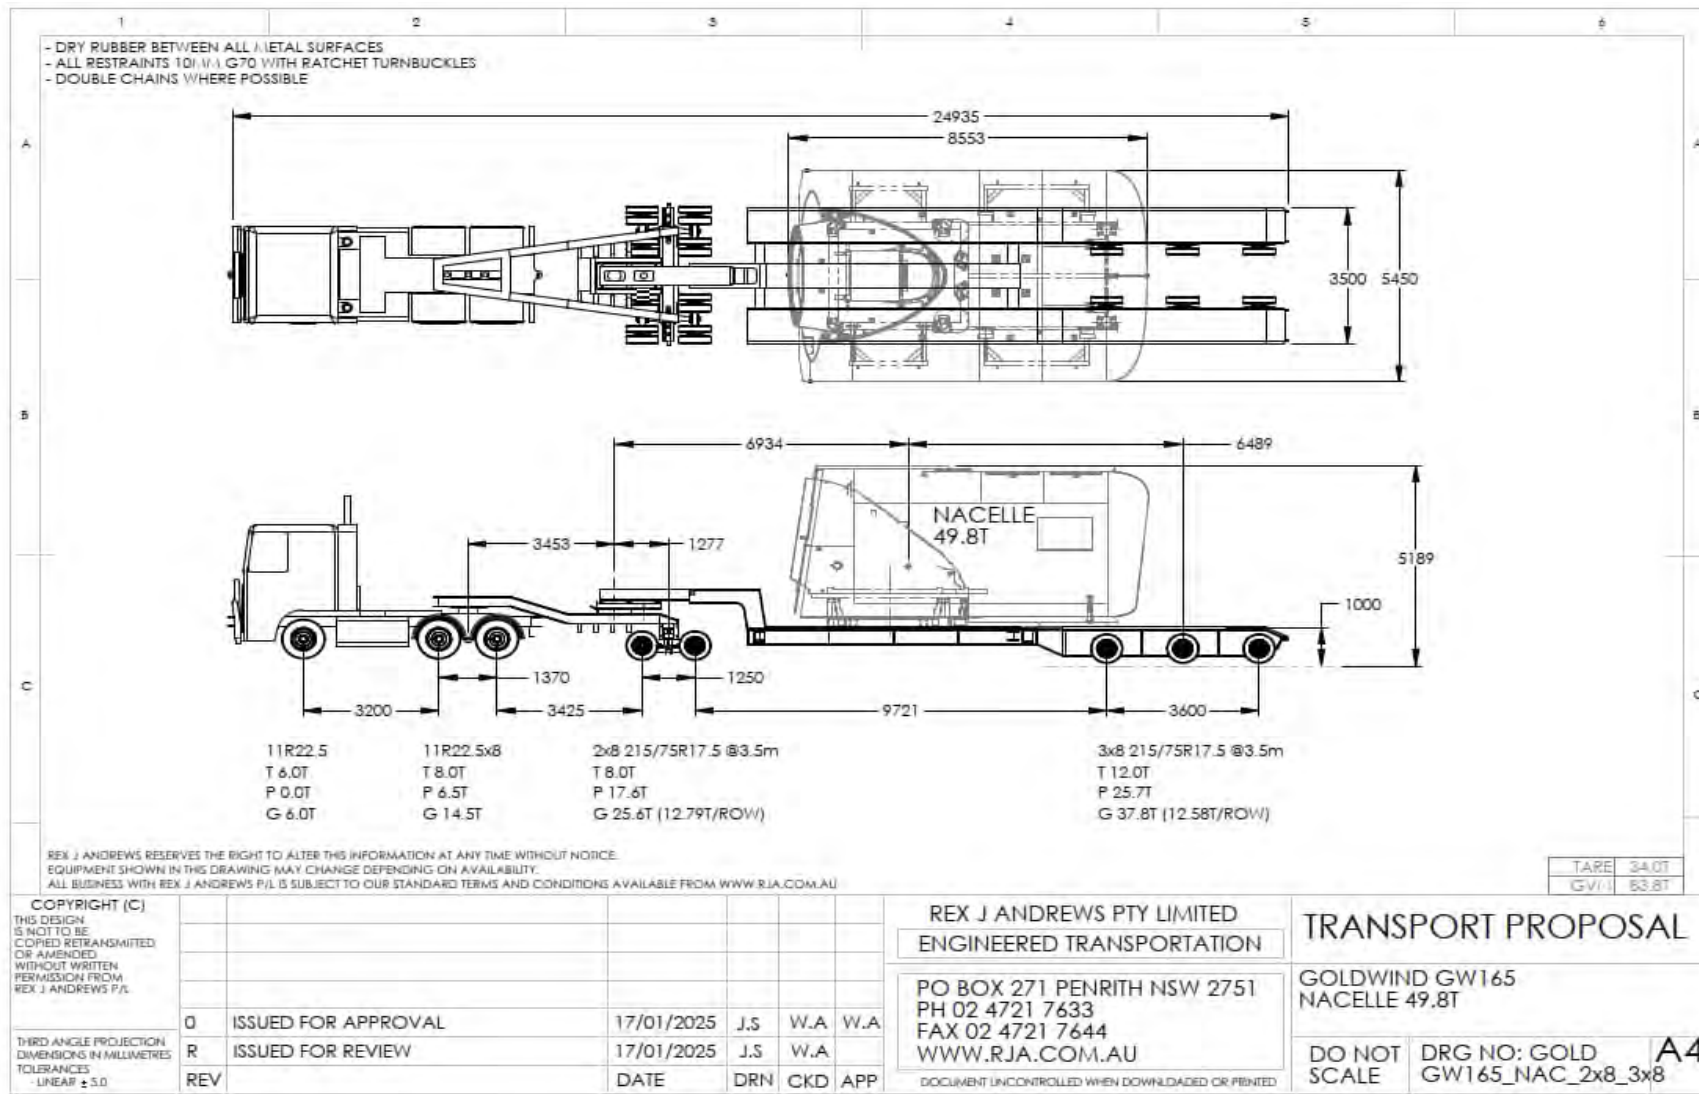 1 2 3 4 5 6
- DRY RUBBER BETWEEN ALL METAL SURFACES
- ALL RESTRAINTS 10MM G70 WITH RATCHET TURNBUCKLES
- DOUBLE CHAINS WHERE POSSIBLE
24935
8553
A A
3500 5450
B B
6934 6489
NACELLE
49.8T
3453 1277
5189
1000
C C
1370 1250
3200 3425 9721 3600
11R22.5
T 6.0T
P 0.0T
G 6.0T
11R22.5x8
T 8.0T
P 6.5T
G 14.5T
2x8 215/75R17.5 @3.5m
T 8.0T
P 17.6T
G 25.6T (12.79T/ROW)
3x8 215/75R17.5 @3.5m
T 12.0T
P 25.7T
G 37.8T (12.58T/ROW)
REX J ANDREWS RESERVES THE RIGHT TO ALTER THIS INFORMATION AT ANY TIME WITHOUT NOTICE.
EQUIPMENT SHOWN IN THIS DRAWING MAY CHANGE DEPENDING ON AVAILABILITY.
ALL BUSINESS WITH REX J ANDREWS P/L IS SUBJECT TO OUR STANDARD TERMS AND CONDITIONS AVAILABLE FROM WWW.RJA.COM.AU
TARE 34.0T
GVM 83.8T
COPYRIGHT (C)
THIS DESIGN
IS NOT TO BE
COPIED RETRANSMITTED
OR AMENDED
WITHOUT WRITTEN
PERMISSION FROM
REX J ANDREWS P/L
THIRD ANGLE PROJECTION
DIMENSIONS IN MILLIMETRES
TOLERANCES
- LINEAR ± 5.0
0 ISSUED FOR APPROVAL 17/01/2025 J.S W.A W.A
R ISSUED FOR REVIEW 17/01/2025 J.S W.A
REV DATE DRN CKD APP
REX J ANDREWS PTY LIMITED
ENGINEERED TRANSPORTATION
PO BOX 271 PENRITH NSW 2751
PH 02 4721 7633
FAX 02 4721 7644
WWW.RJA.COM.AU
DOCUMENT UNCONTROLLED WHEN DOWNLOADED OR PRINTED
TRANSPORT PROPOSAL
GOLDWIND GW165
NACELLE 49.8T
DO NOT
SCALE
DRG NO: GOLD
GW165_NAC_2x8_3x8
A4